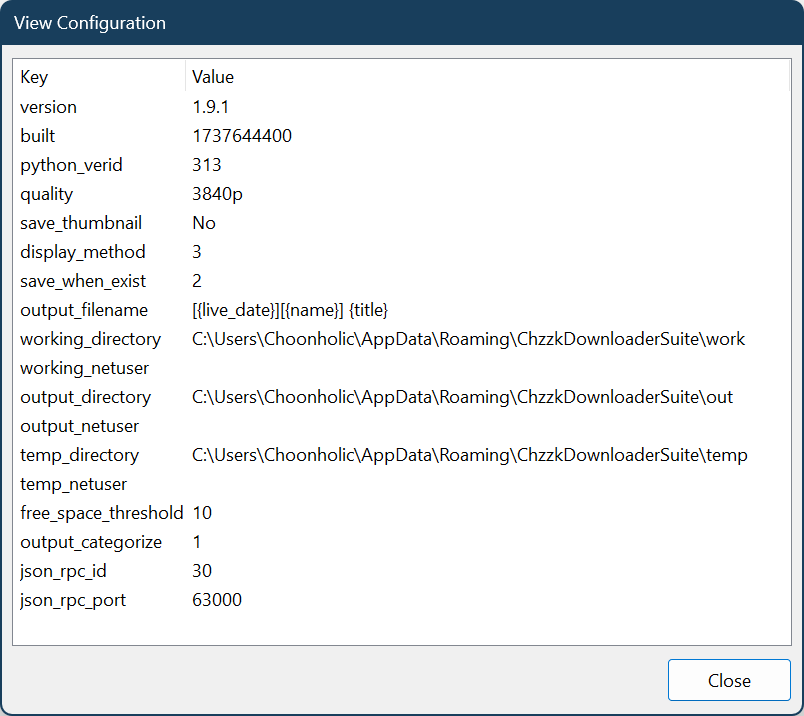 View Configuration
Key Value
version 1.9.1
built 1737644400
python_verid 313
quality 3840p
save_thumbnail No
display_method 3
save_when_exist 2
output_filename [{live_date}][{name}] {title}
working_directory C:\Users\Choonholic\AppData\Roaming\ChzzkDownloaderSuite\work
working_netuser
output_directory C:\Users\Choonholic\AppData\Roaming\ChzzkDownloaderSuite\out
output_netuser
temp_directory C:\Users\Choonholic\AppData\Roaming\ChzzkDownloaderSuite\temp
temp_netuser
free_space_threshold 10
output_categorize 1
json_rpc_id 30
json_rpc_port 63000
Close